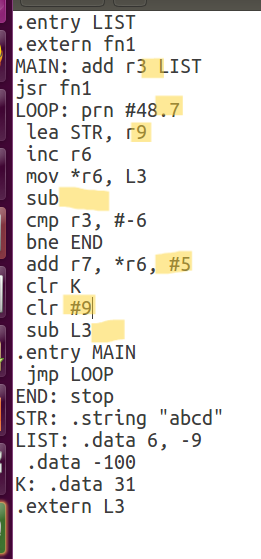 .entry LIST
.extern fn1
MAIN: add r3 LIST
jsr fn1
LOOP: prn #48.7
lea STR, r9
inc r6
mov *r6, L3
sub
cmp r3, #-6
bne END
add r7, *r6, #5
clr K
clr #9
sub L3
.entry MAIN
jmp LOOP
END: stop
STR: .string "abcd"
LIST: .data 6, -9
.data -100
K: .data 31
.extern L3